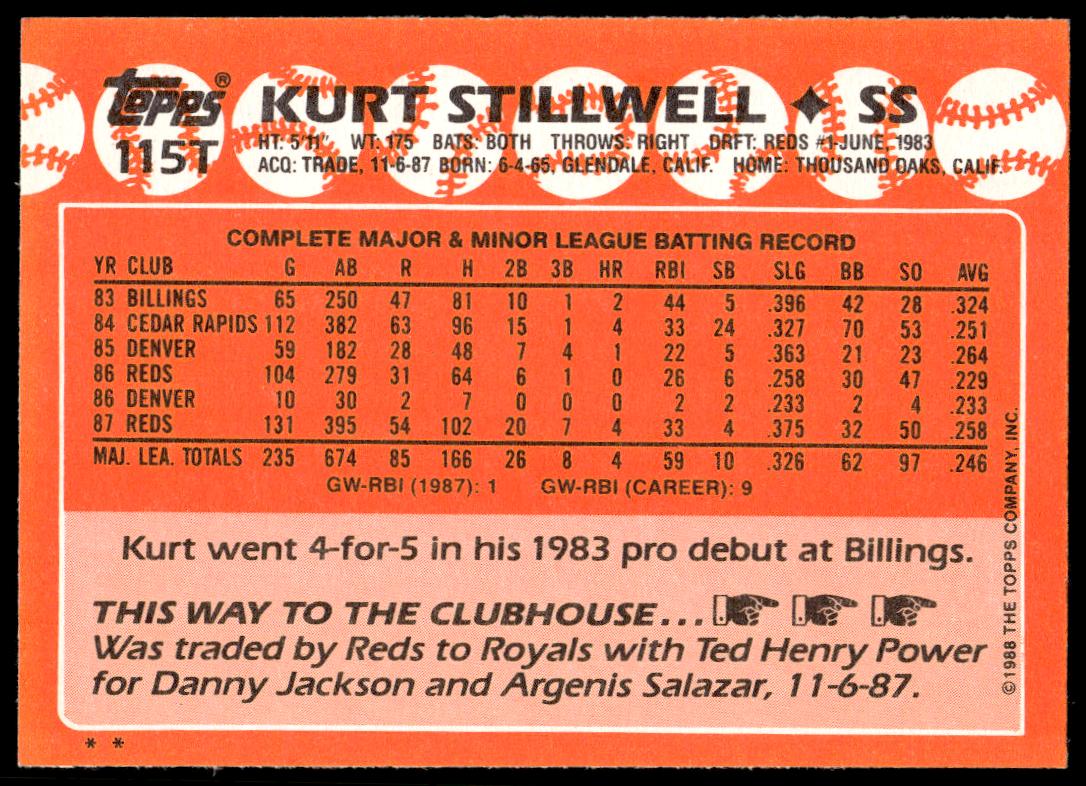 Topps®
115T
KURT STILLWELL ♦ SS
HT: 5'11" WT: 175 BATS: BOTH THROWS: RIGHT DRFT: REDS #1-JUNE, 1983
ACQ: TRADE, 11-6-87 BORN: 6-4-65, GLENDALE, CALIF. HOME: THOUSAND OAKS, CALIF.
COMPLETE MAJOR & MINOR LEAGUE BATTING RECORD
YR CLUB G AB R H 2B 3B HR RBI SB SLG BB SO AVG
83 BILLINGS 65 250 47 81 10 1 2 44 5 .396 42 28 .324
84 CEDAR RAPIDS 112 382 63 96 15 1 4 33 24 .327 70 53 .251
85 DENVER 59 182 28 48 7 4 1 22 5 .363 21 23 .264
86 REDS 104 279 31 64 6 1 0 26 6 .258 30 47 .229
86 DENVER 10 30 2 7 0 0 0 2 2 .233 2 4 .233
87 REDS 131 395 54 102 20 7 4 33 4 .375 32 50 .258
MAJ. LEA. TOTALS 235 674 85 166 26 8 4 59 10 .326 62 97 .246
GW-RBI (1987): 1 GW-RBI (CAREER): 9
Kurt went 4-for-5 in his 1983 pro debut at Billings.
THIS WAY TO THE CLUBHOUSE...
Was traded by Reds to Royals with Ted Henry Power
for Danny Jackson and Argenis Salazar, 11-6-87.
© 1988 THE TOPPS COMPANY, INC.
* *